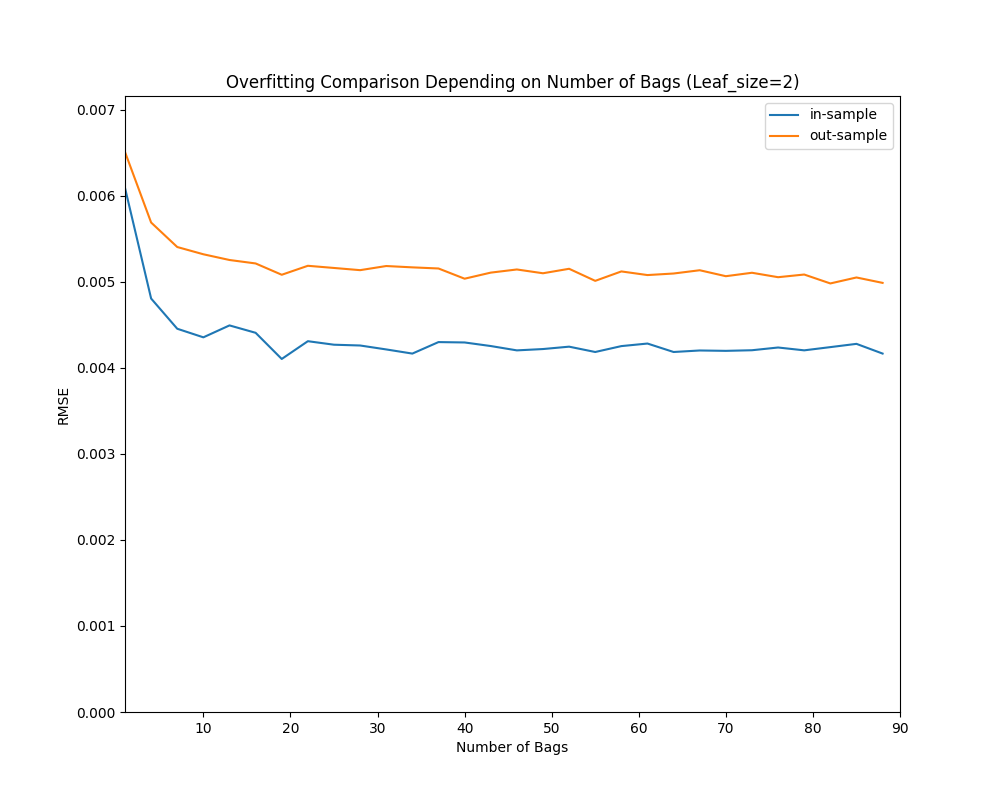 Overfitting Comparison Depending on Number of Bags (Leaf_size=2)
in-sample
out-sample
0.007
0.006
0.005
0.004
0.003
0.002
0.001
0.000
RMSE
10 20 30 40 50 60 70 80 90
Number of Bags